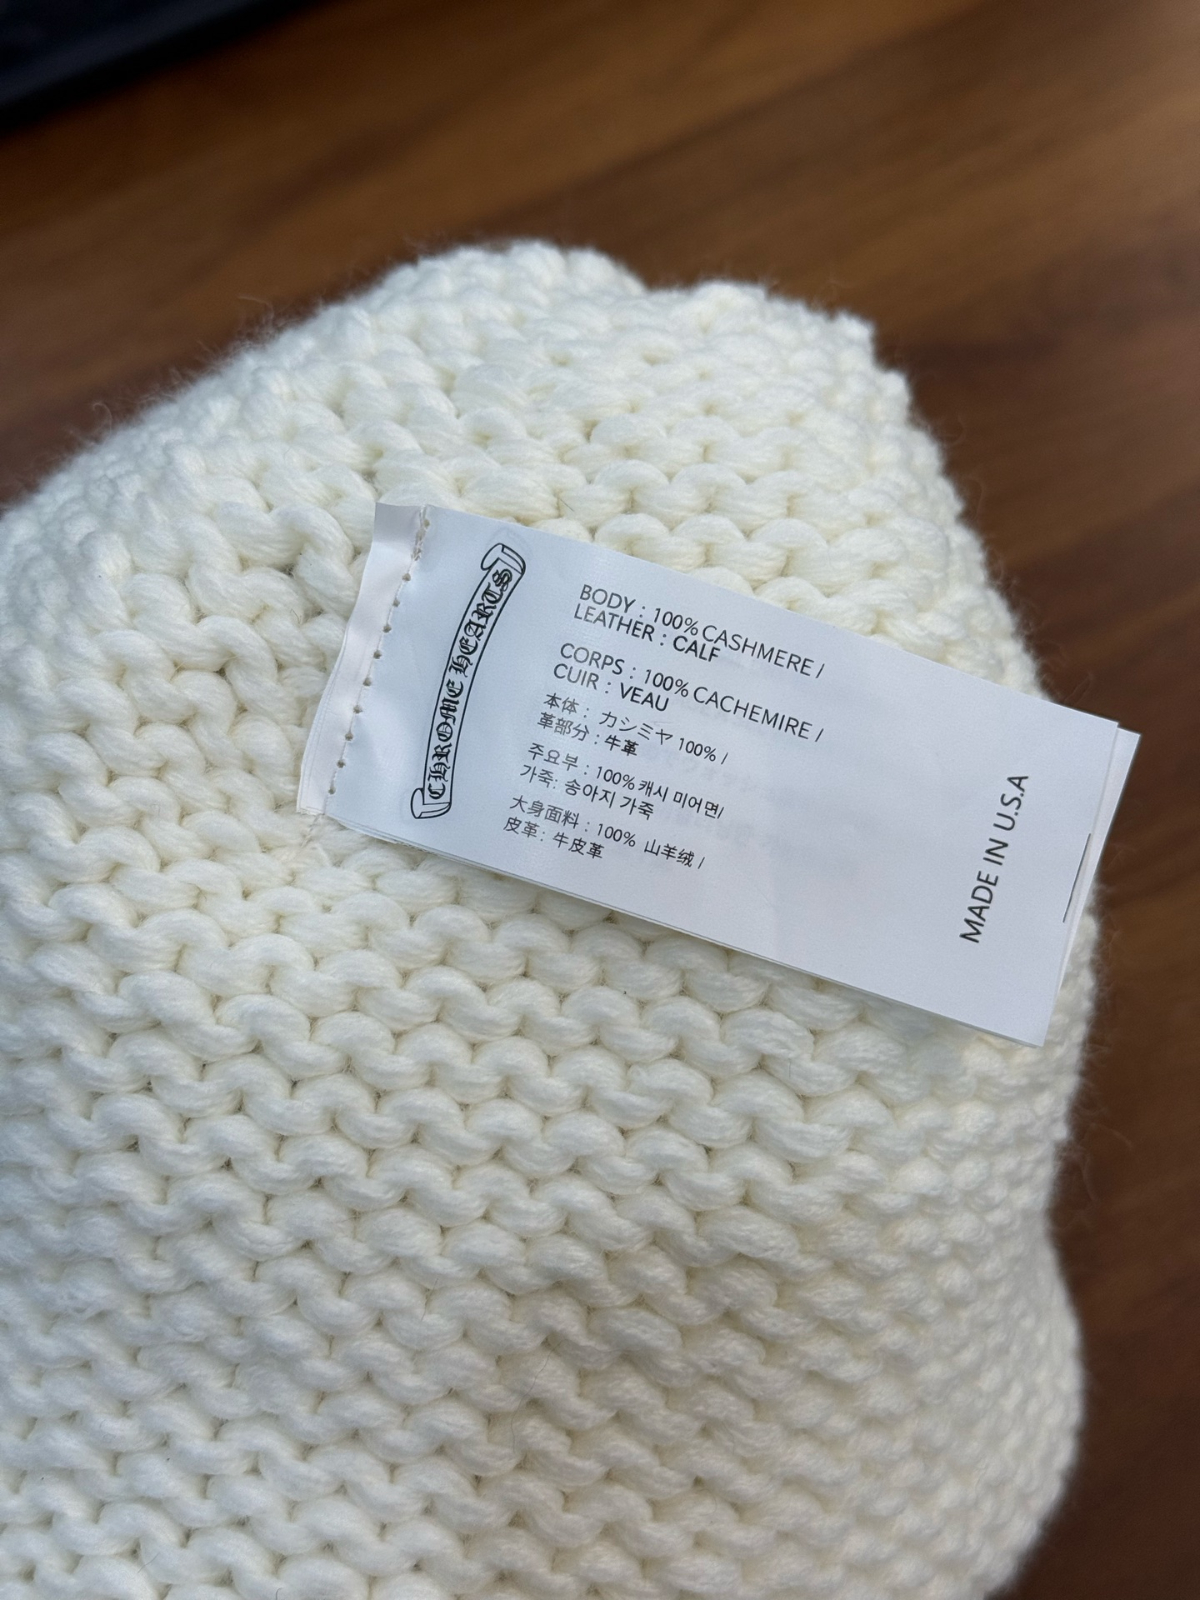 CHROME HEARTS
BODY : 100% CASHMERE /
LEATHER : CALF
CORPS : 100% CACHEMIRE /
CUIR : VEAU
本体 : カシミヤ 100% /
革部分 : 牛革
주요부 : 100% 캐시 미어면/
가죽: 송아지 가죽
大身面料 : 100% 山羊绒 /
皮革: 牛皮革
MADE IN U.S.A